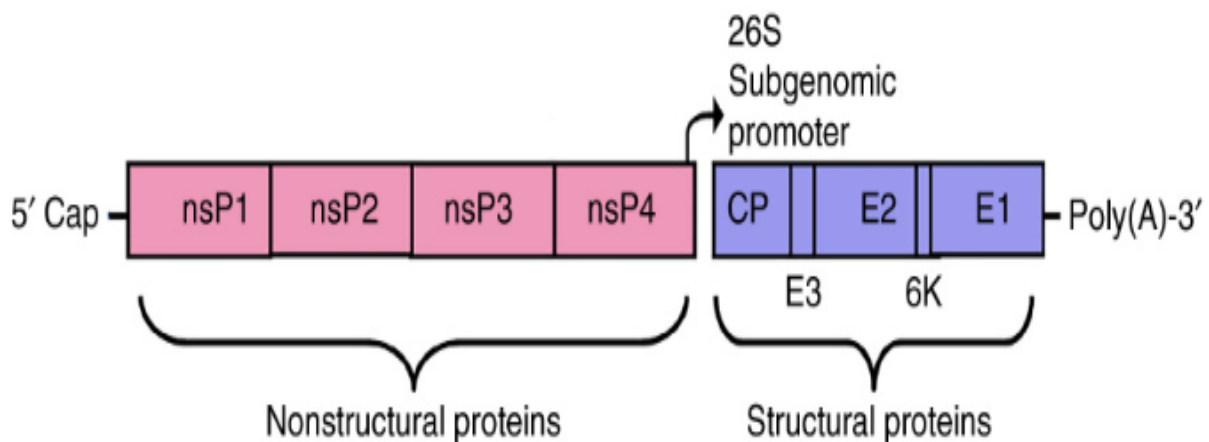 26S
Subgenomic
promoter
5′ Cap
nsP1
nsP2
nsP3
nsP4
CP
E2
E1
Poly(A)-3′
E3
6K
Nonstructural proteins
Structural proteins